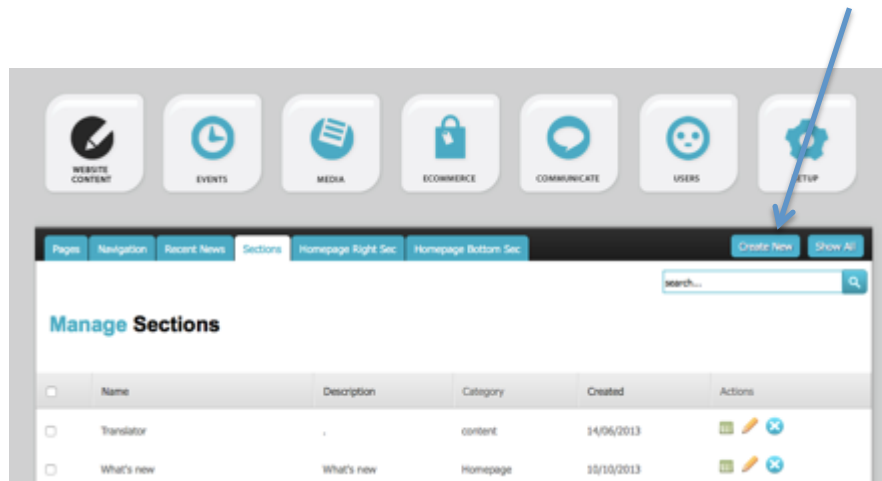 WEBSITE
CONTENT
EVENTS
MEDIA
ECOMMERCE
COMMUNICATE
USERS
SETUP
Pages Navigation Recent News Sections Homepage Right Sec Homepage Bottom Sec Create New Show All
search...
Manage Sections
Name Description Category Created Actions
Translator . content 14/06/2013
What's new What's new Homepage 10/10/2013